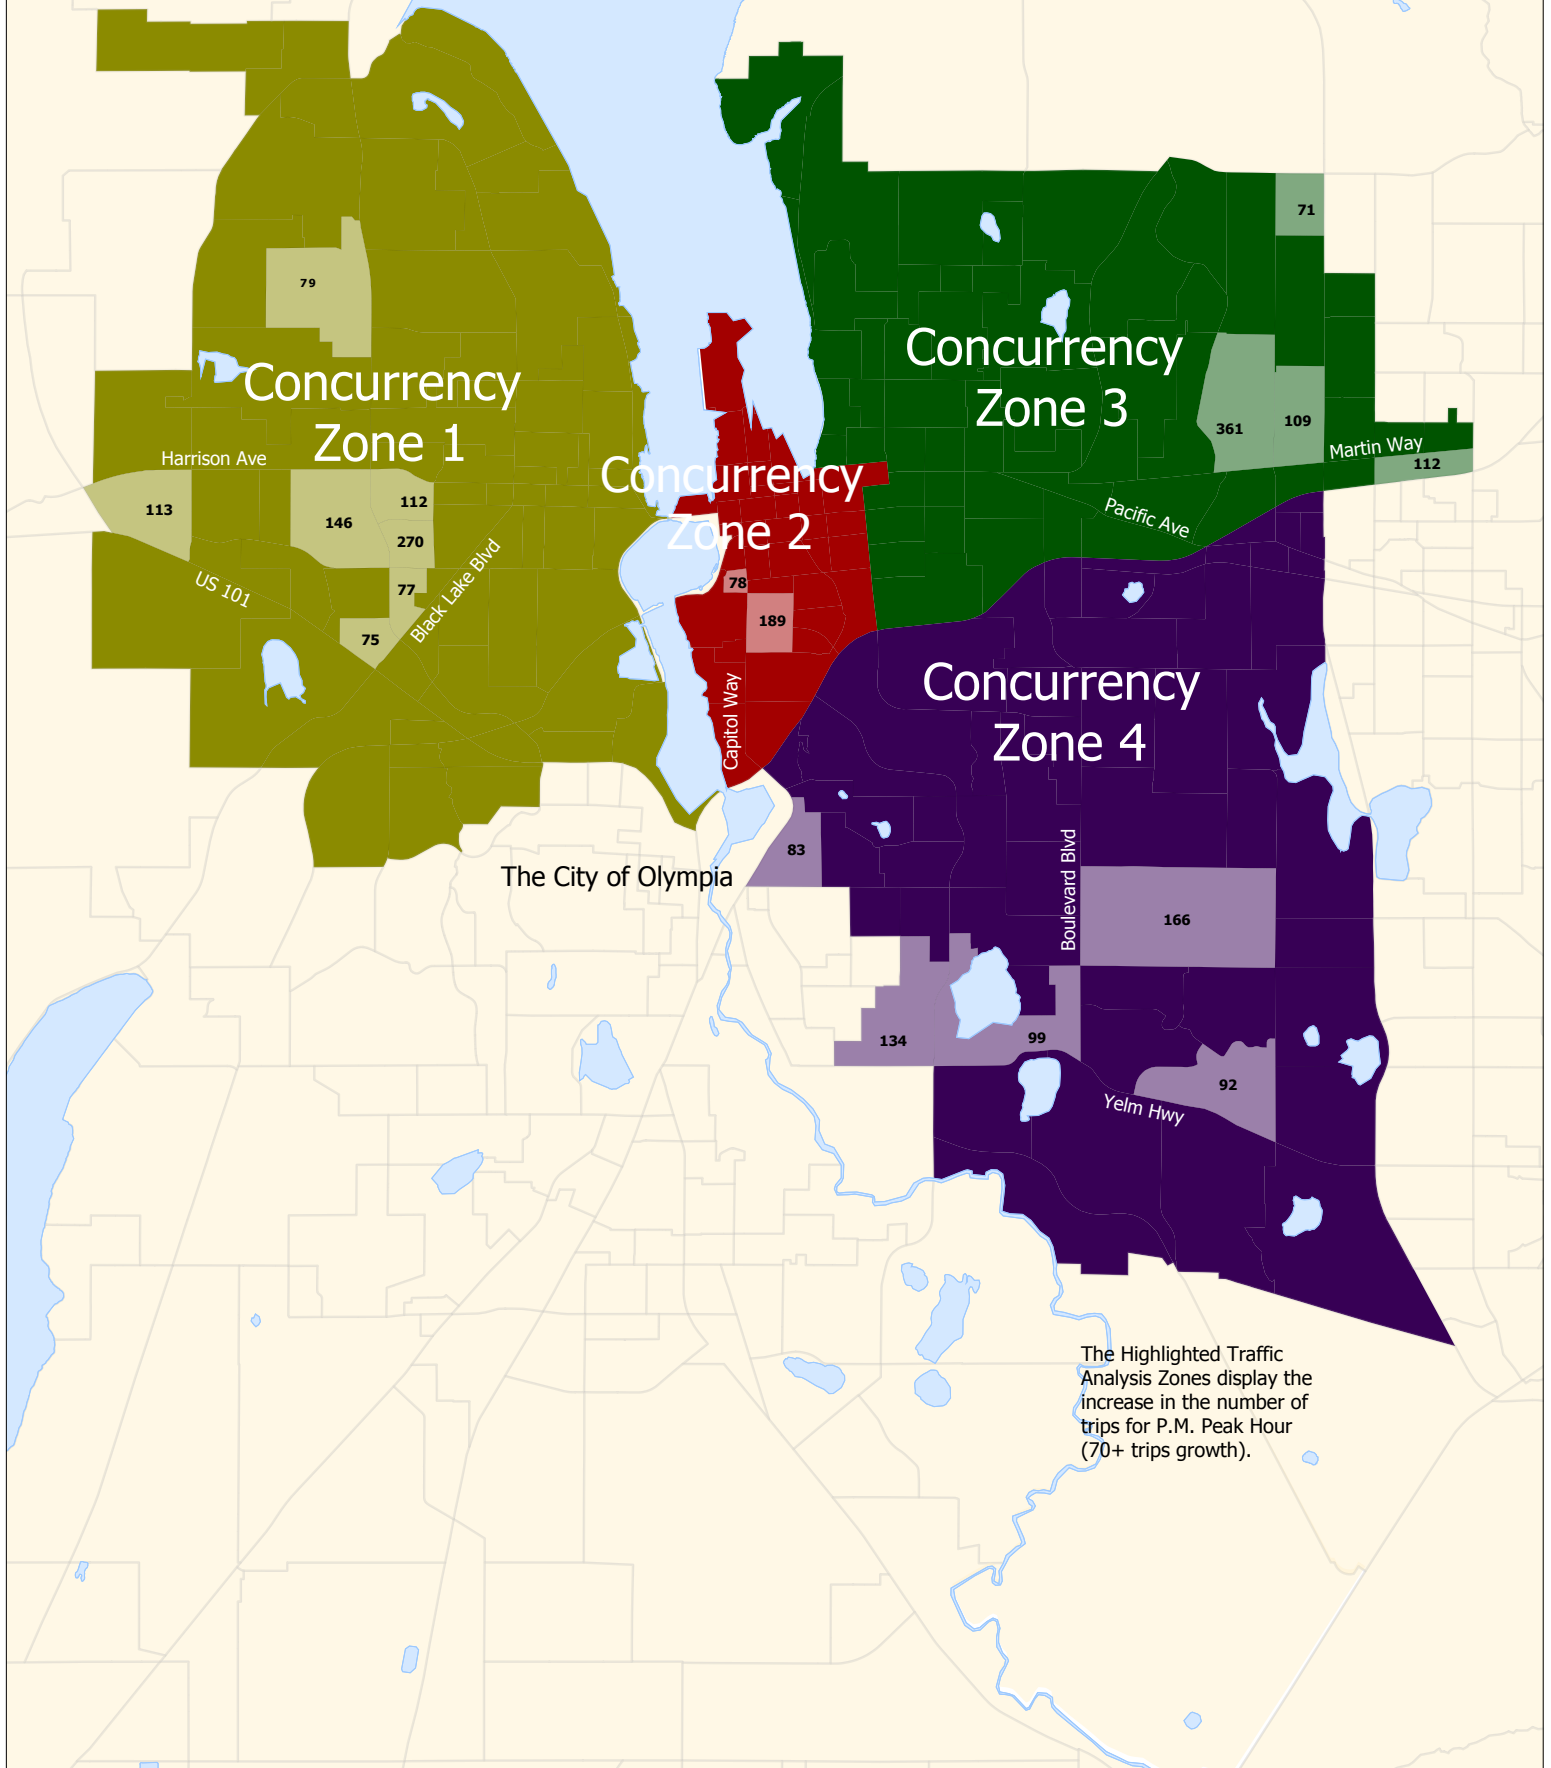 71
79
Concurrency
Zone 1
Concurrency
Zone 3
361
109
Martin Way
112
Harrison Ave
113
146
112
270
77
75
US 101
Black Lake Blvd
Concurrency
Zone 2
78
189
Capitol Way
Pacific Ave
Concurrency
Zone 4
83
The City of Olympia
Boulevard Blvd
166
134
99
92
Yelm Hwy
The Highlighted Traffic
Analysis Zones display the
increase in the number of
trips for P.M. Peak Hour
(70+ trips growth).